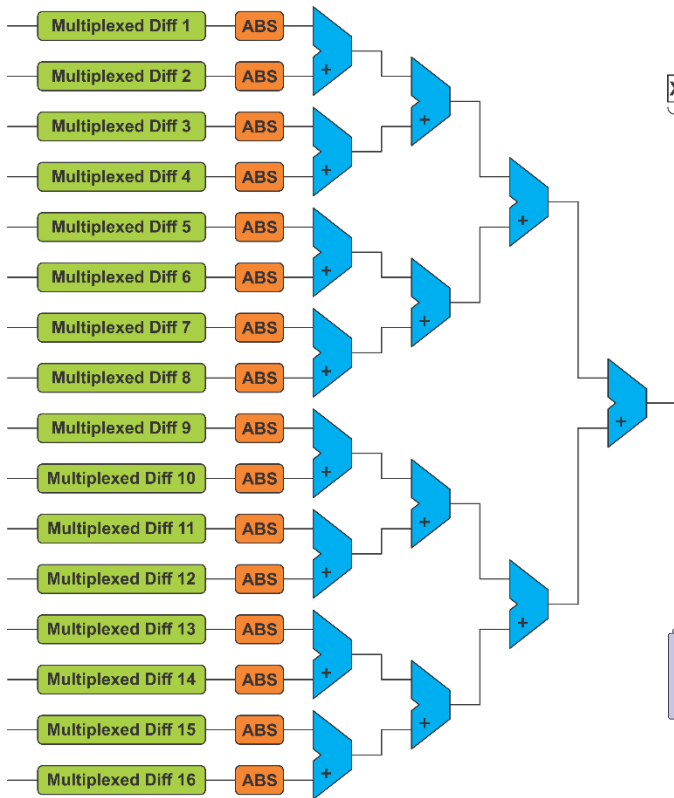 Multiplexed Diff 1 ABS
+
Multiplexed Diff 2 ABS
+
Multiplexed Diff 3 ABS
+
Multiplexed Diff 4 ABS
+
Multiplexed Diff 5 ABS
+
Multiplexed Diff 6 ABS
+
Multiplexed Diff 7 ABS
+
Multiplexed Diff 8 ABS
+
+
Multiplexed Diff 9 ABS
Multiplexed Diff 10 ABS
+
Multiplexed Diff 11 ABS
+
Multiplexed Diff 12 ABS
+
Multiplexed Diff 13 ABS
+
Multiplexed Diff 14 ABS
+
Multiplexed Diff 15 ABS
+
Multiplexed Diff 16 ABS
+